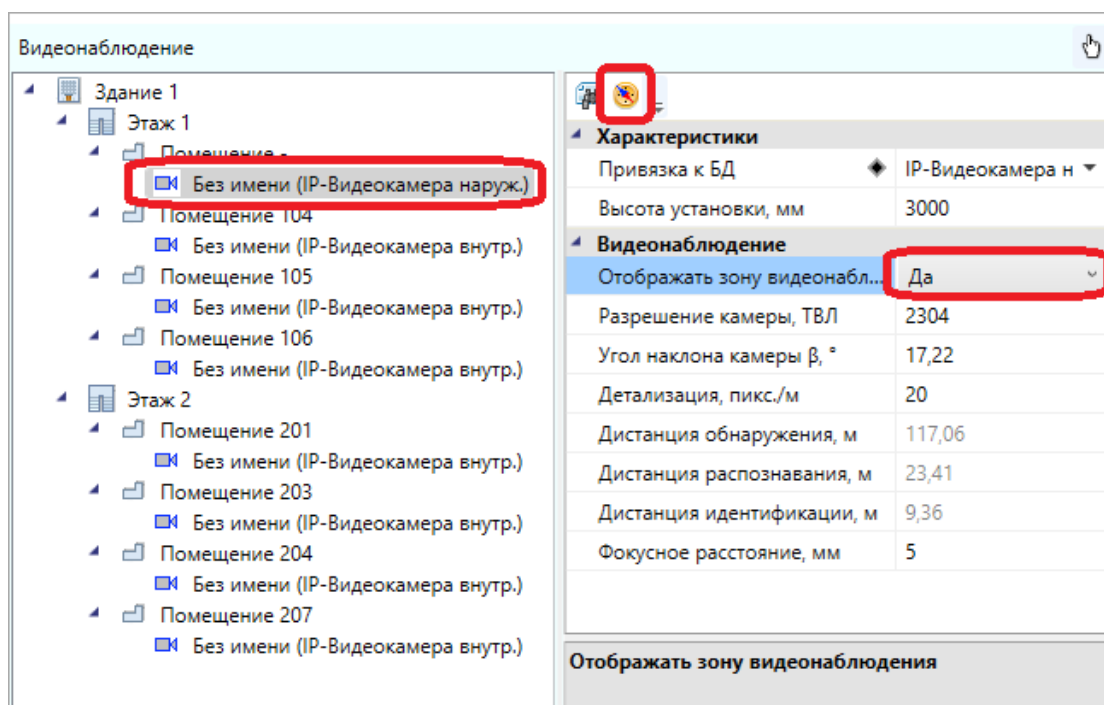 Видеонаблюдение
Здание 1
Этаж 1
Помещение -
Без имени (IP-Видеокамера наруж.)
Помещение 104
Без имени (IP-Видеокамера внутр.)
Помещение 105
Без имени (IP-Видеокамера внутр.)
Помещение 106
Без имени (IP-Видеокамера внутр.)
Этаж 2
Помещение 201
Без имени (IP-Видеокамера внутр.)
Помещение 203
Без имени (IP-Видеокамера внутр.)
Помещение 204
Без имени (IP-Видеокамера внутр.)
Помещение 207
Без имени (IP-Видеокамера внутр.)
Характеристики
Привязка к БД IP-Видеокамера н
Высота установки, мм 3000
Видеонаблюдение
Отображать зону видеонабл... Да
Разрешение камеры, ТВЛ 2304
Угол наклона камеры β, ° 17,22
Детализация, пикс./м 20
Дистанция обнаружения, м 117,06
Дистанция распознавания, м 23,41
Дистанция идентификации, м 9,36
Фокусное расстояние, мм 5
Отображать зону видеонаблюдения